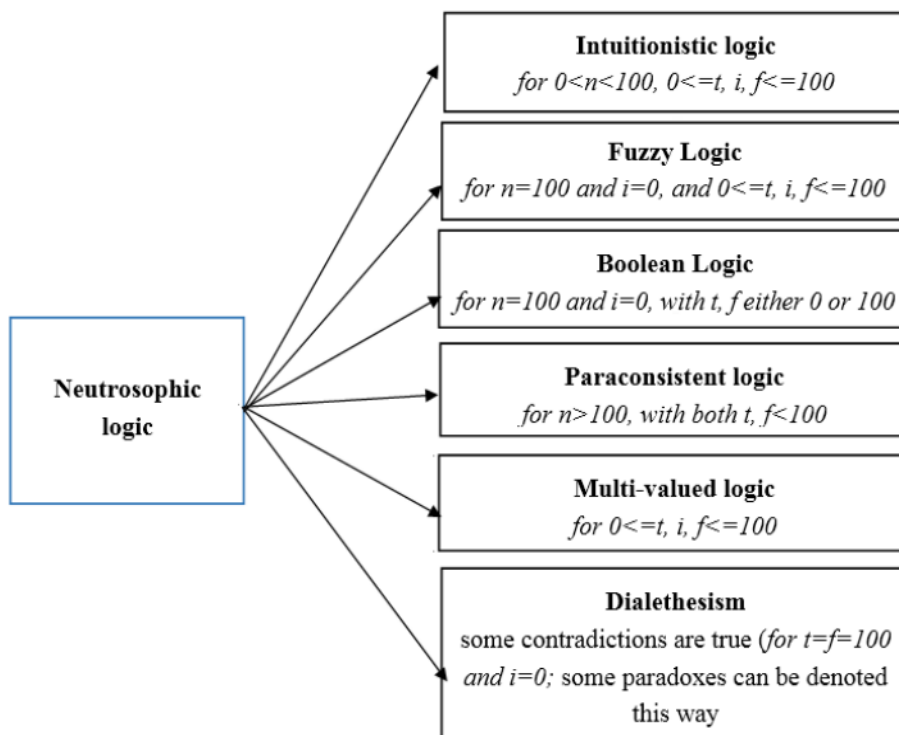 Intuitionistic logic
for 0<n<100, 0<=t, i, f<=100
Fuzzy Logic
for n=100 and i=0, and 0<=t, i, f<=100
Boolean Logic
for n=100 and i=0, with t, f either 0 or 100
Neutrosophic
logic
Paraconsistent logic
for n>100, with both t, f<100
Multi-valued logic
for 0<=t, i, f<=100
Dialethesism
some contradictions are true (for t=f=100
and i=0; some paradoxes can be denoted
this way